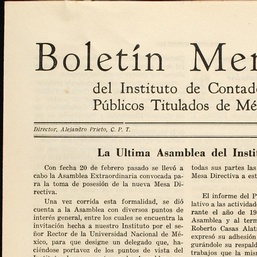 Boletín Men
del Instituto de Contado
Públicos Titulados de Mé
Director, Alejandro Prieto, C. P. T.
La Ultima Asamblea del Insti
Con fecha 20 de febrero pasado se llevó a
cabo la Asamblea Extraordinaria convocada pa-
ra la toma de posesión de la nueva Mesa Di-
rectiva.
Una vez corrida esta formalidad, se dió
cuenta a la Asamblea con diversos puntos de
interés general, entre los cuales se encuentra la
invitación hecha a nuestro Instituto por el se-
ñor Rector de la Universidad Nacional de Mé-
xico, para que designe un delegado que, ha-
ciéndose portavoz de los puntos de vista del
todas sus partes las
Mesa Directiva a este
El informe del P
lativo a las actividad
rante el año de 19
Asamblea y al term
Roberto Casas Alat
expresó su adhesión
gurándole su respald
trabajos que la mis